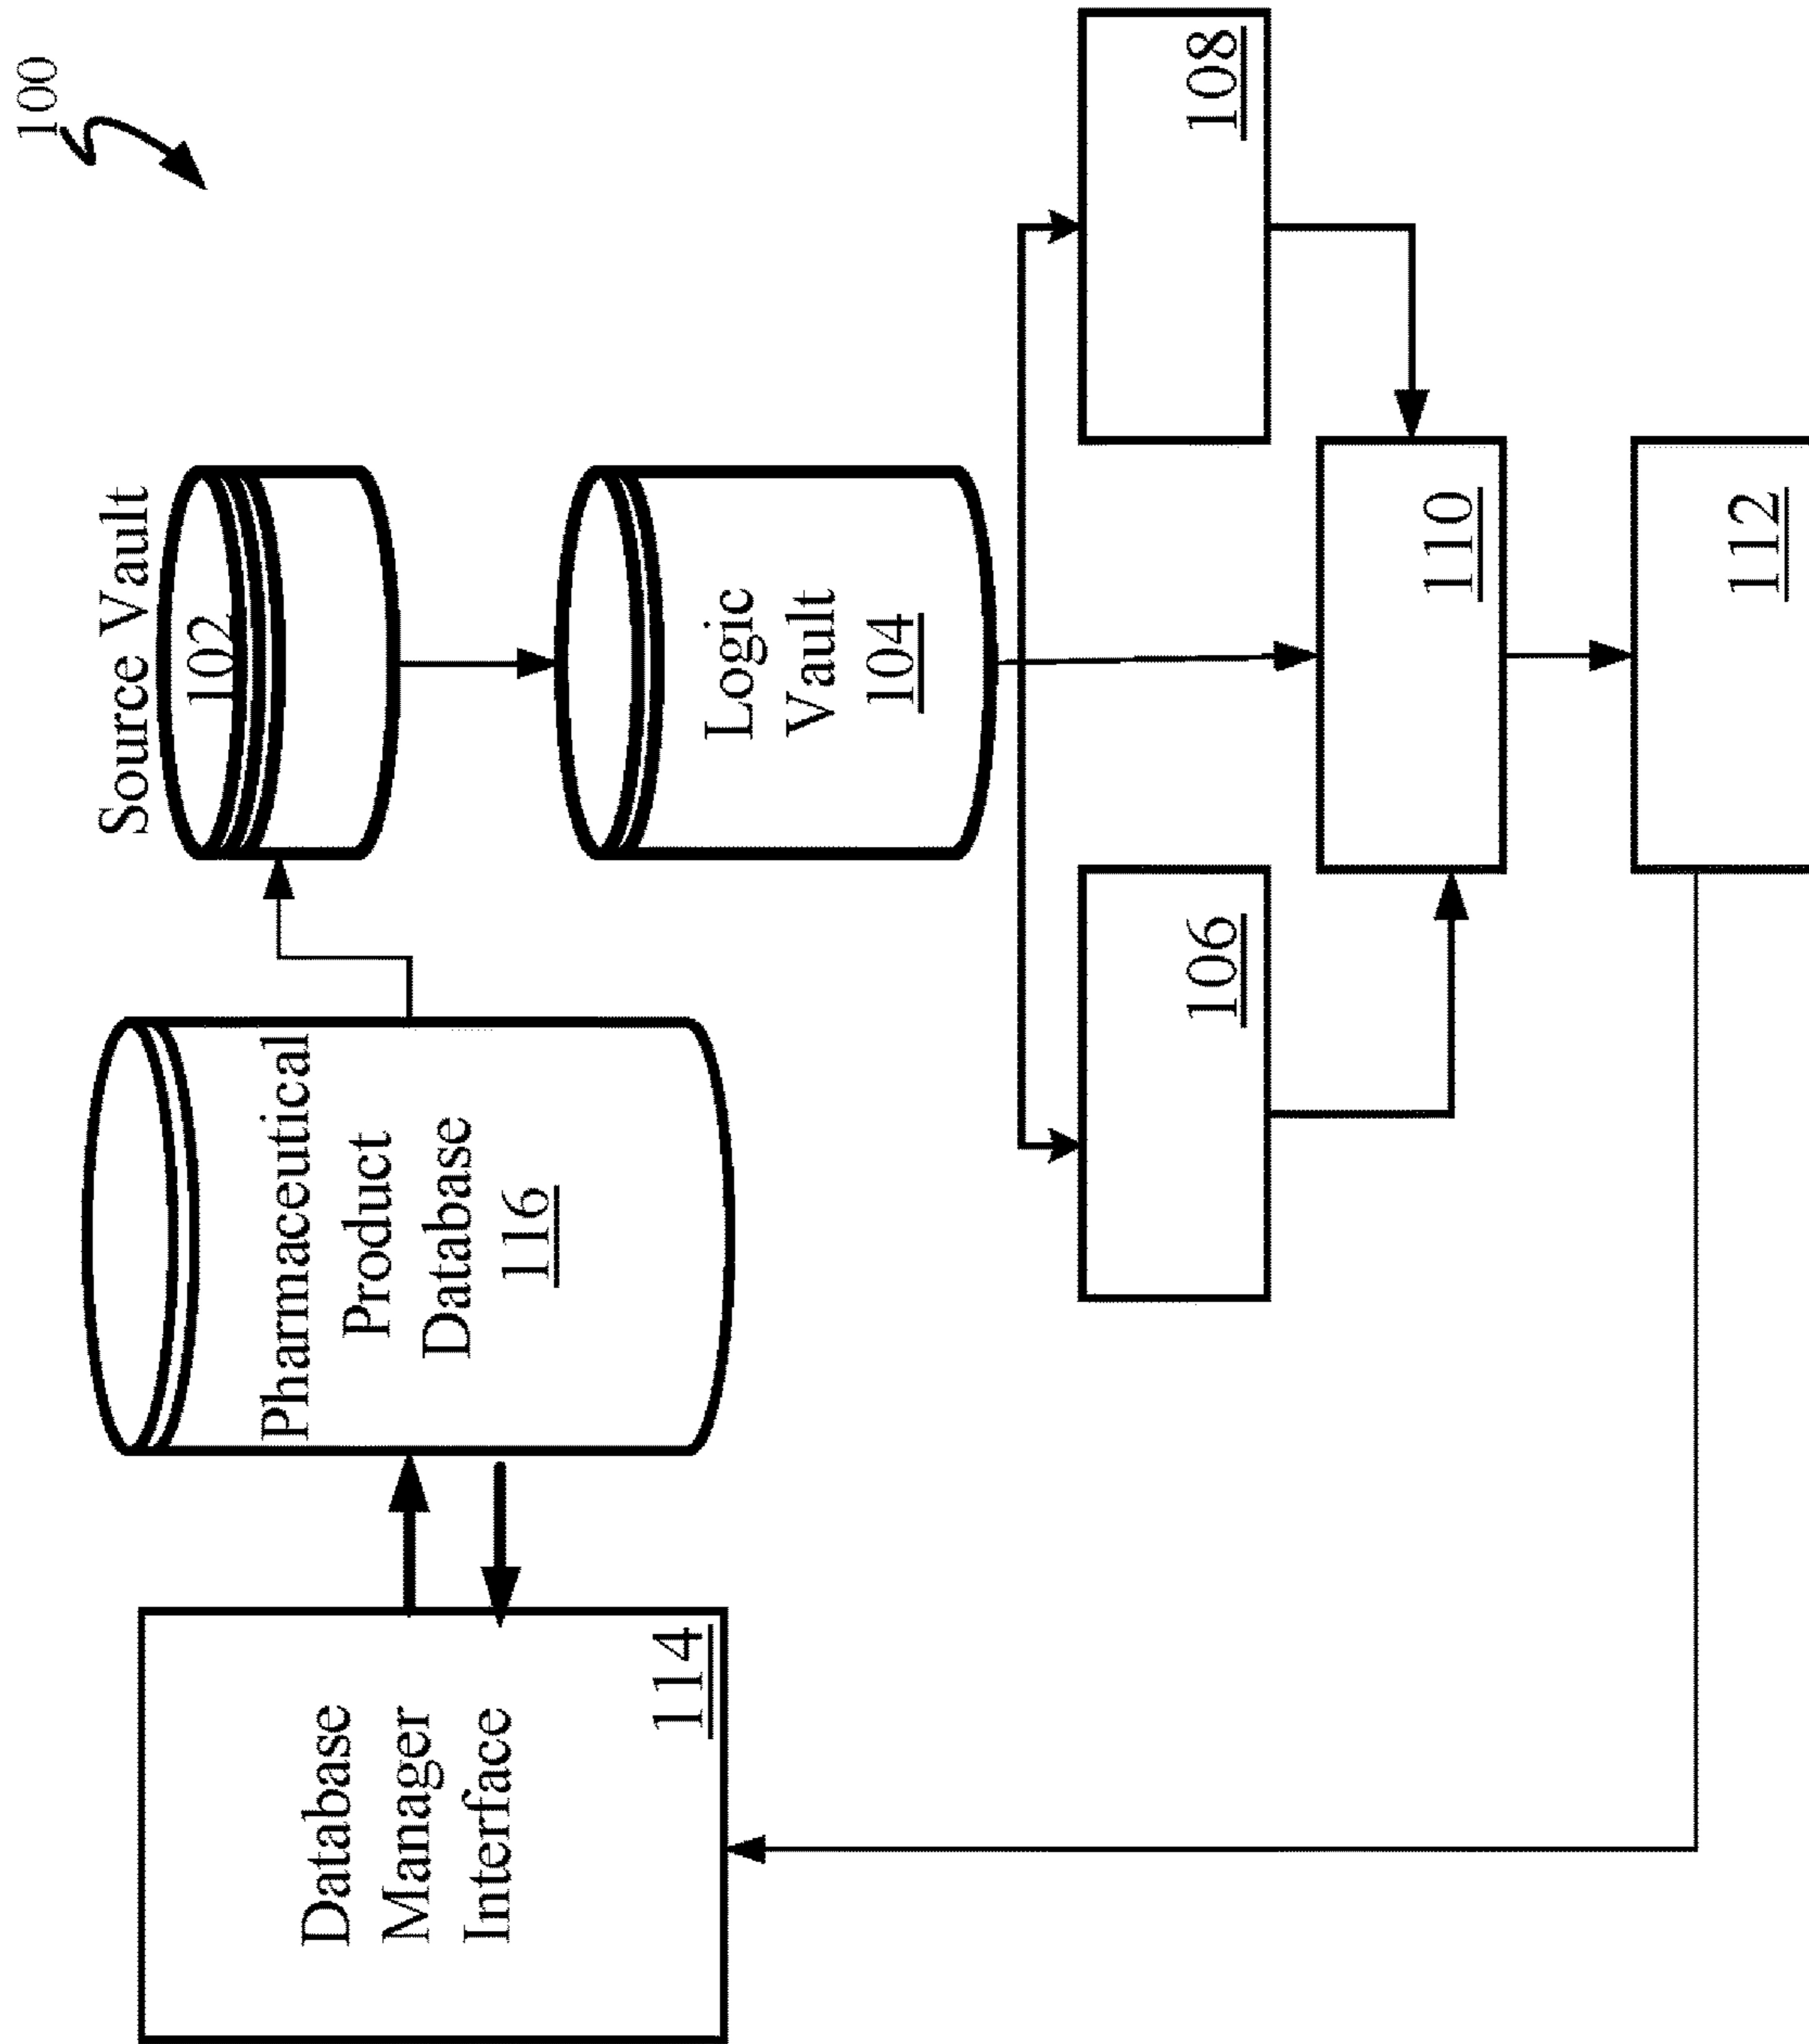 100
Source Vault
102
Logic
Vault
104
Pharmaceutical
Product
Database
116
Database
Manager
Interface
114
106
108
110
112